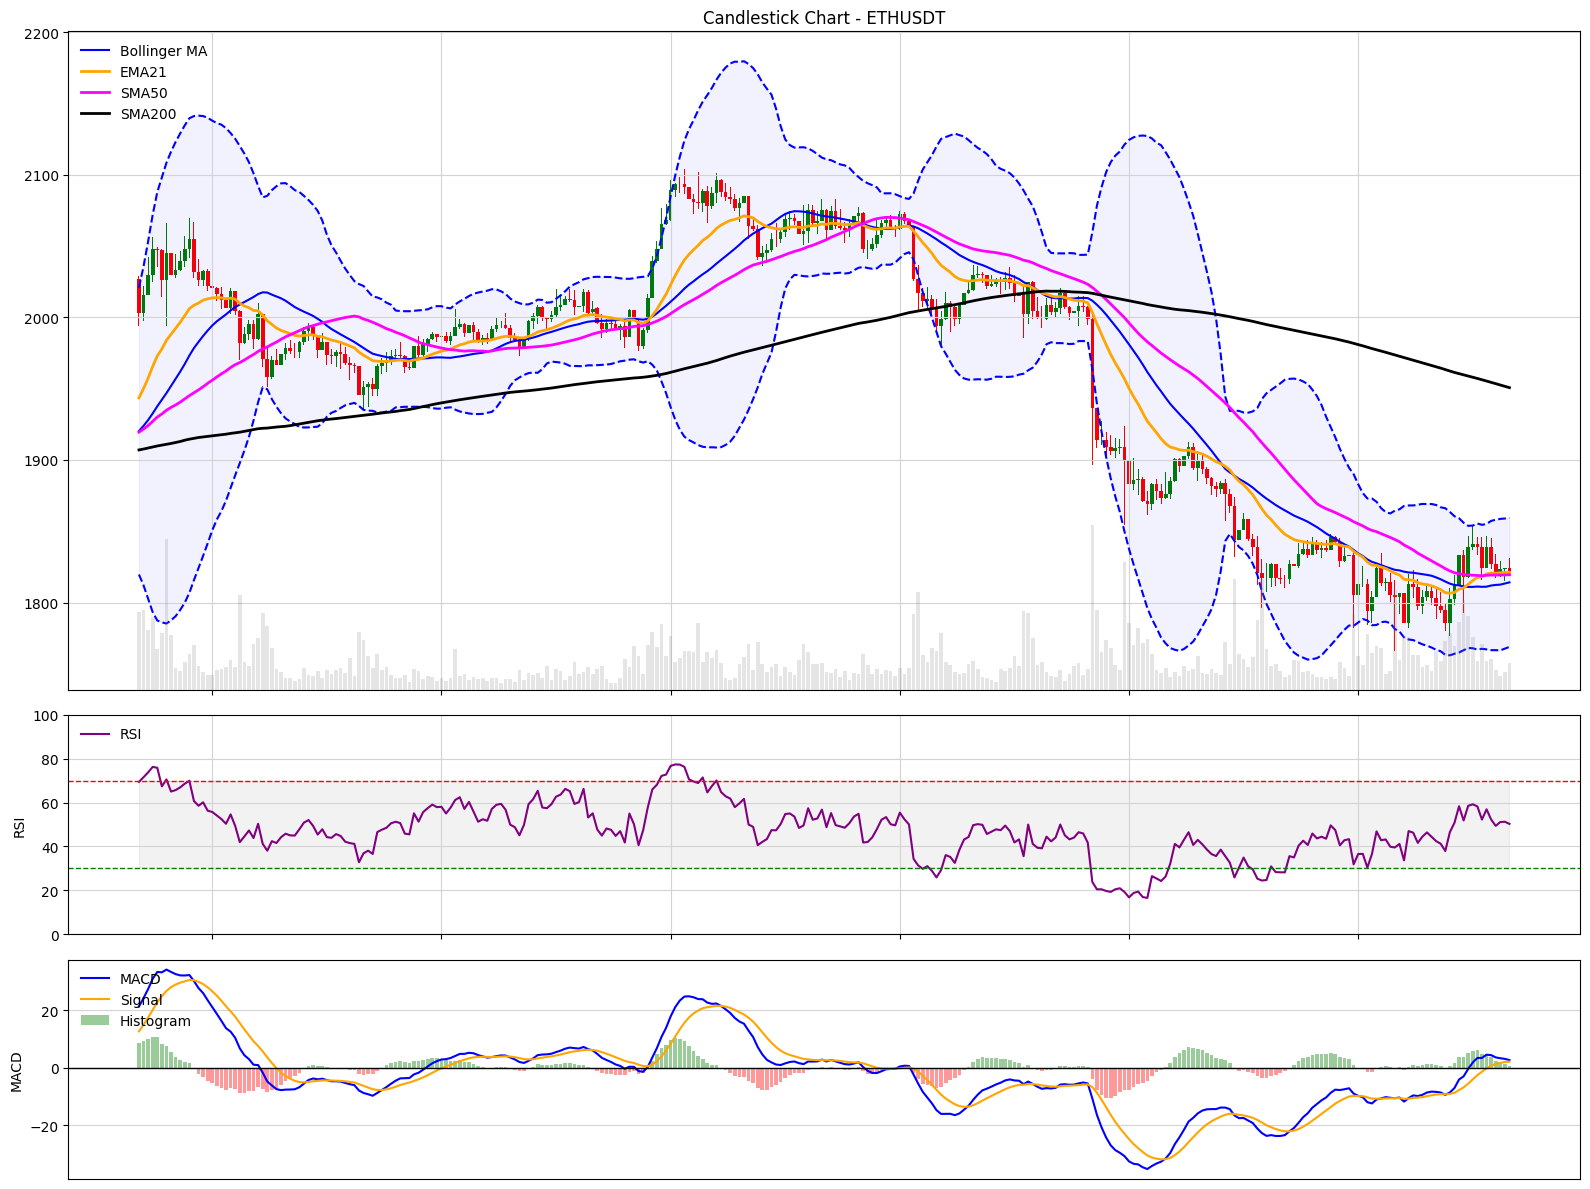 Candlestick Chart - ETHUSDT
2200
Bollinger MA
EMA21
SMA50
SMA200
2100
2000
1900
1800
100
RSI
80
60
RSI
40
20
0
MACD
Signal
20
Histogram
MACD
0
−20